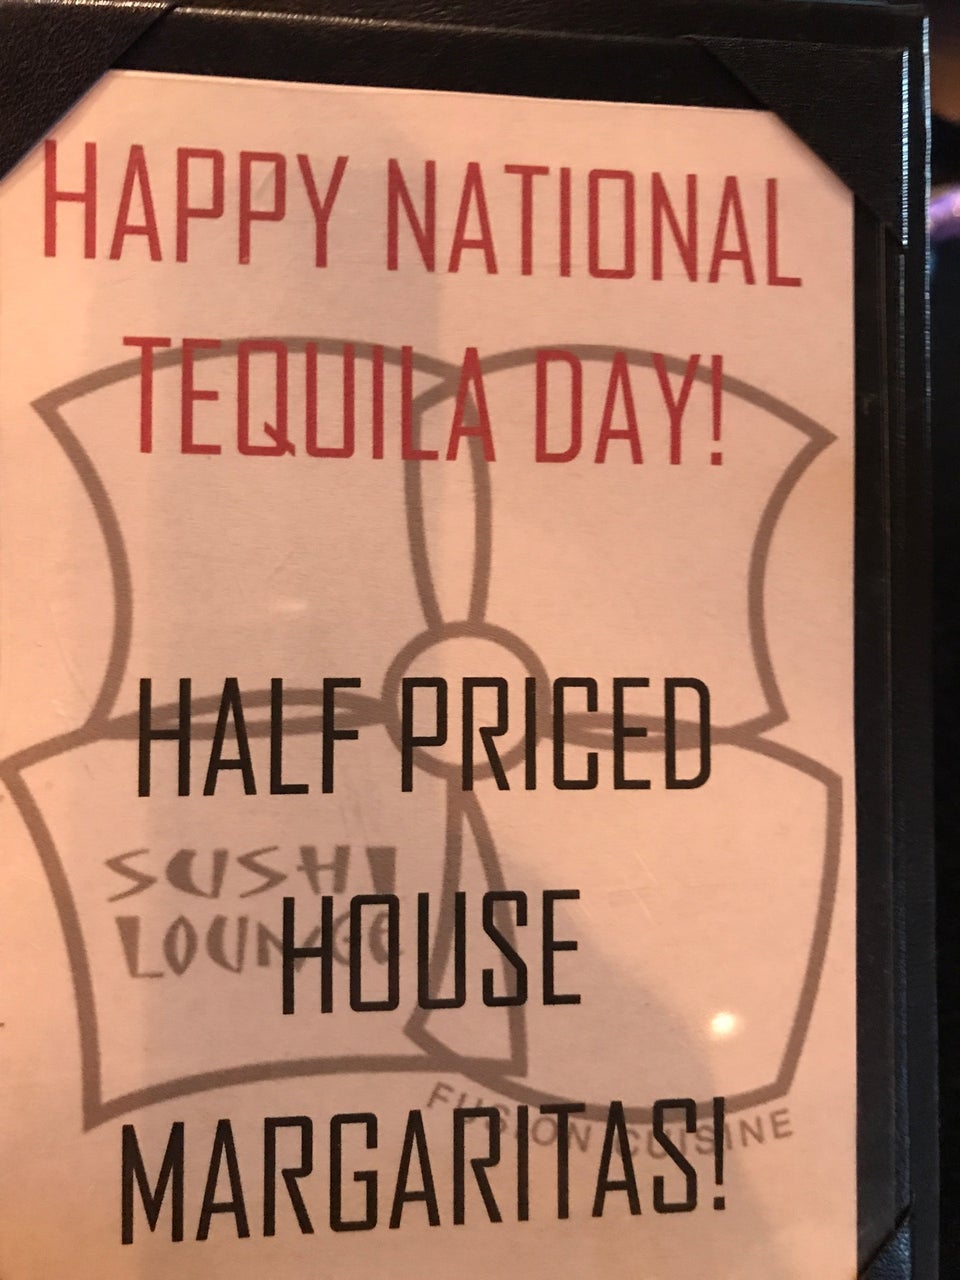 HAPPY NATIONAL
TEQUILA DAY!
HALF PRICED
SUSHI
LOUNGE
HOUSE
FUSION CUISINE
MARGARITAS!